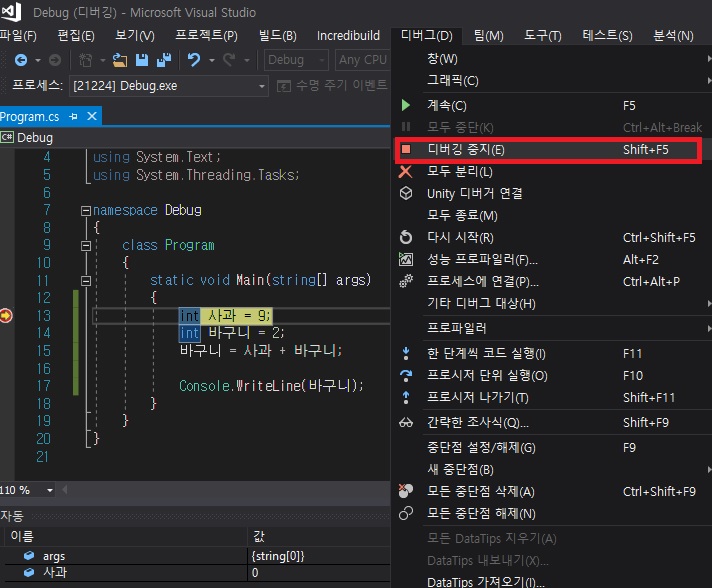 Debug (디버깅) - Microsoft Visual Studio
파일(F) 편집(E) 보기(V) 프로젝트(P) 빌드(B) Incredibuild 디버그(D) 팀(M) 도구(T) 테스트(S) 분석(N)
Debug Any CPU
프로세스: [21224] Debug.exe 수명 주기 이벤트
Program.cs
C# Debug
4 using System.Text;
5 using System.Threading.Tasks;
6
7 namespace Debug
8 {
9 class Program
10 {
11 static void Main(string[] args)
12 {
13 int 사과 = 9;
14 int 바구니 = 2;
15 바구니 = 사과 + 바구니;
16
17 Console.WriteLine(바구니);
18 }
19 }
20 }
21
110 %
자동
이름 값
args {string[0]}
사과 0
창(W)
그래픽(C)
계속(C) F5
모두 중단(K) Ctrl+Alt+Break
디버깅 중지(E) Shift+F5
모두 분리(L)
Unity 디버거 연결
모두 종료(M)
다시 시작(R) Ctrl+Shift+F5
성능 프로파일러(F)... Alt+F2
프로세스에 연결(P)... Ctrl+Alt+P
기타 디버그 대상(H)
프로파일러
한 단계씩 코드 실행(I) F11
프로시저 단위 실행(O) F10
프로시저 나가기(T) Shift+F11
간략한 조사식(Q)... Shift+F9
중단점 설정/해제(G) F9
새 중단점(B)
모든 중단점 삭제(A) Ctrl+Shift+F9
모든 중단점 해제(N)
모든 DataTips 지우기(A)
DataTips 내보내기(X)...
DataTips 가져오기(I)...